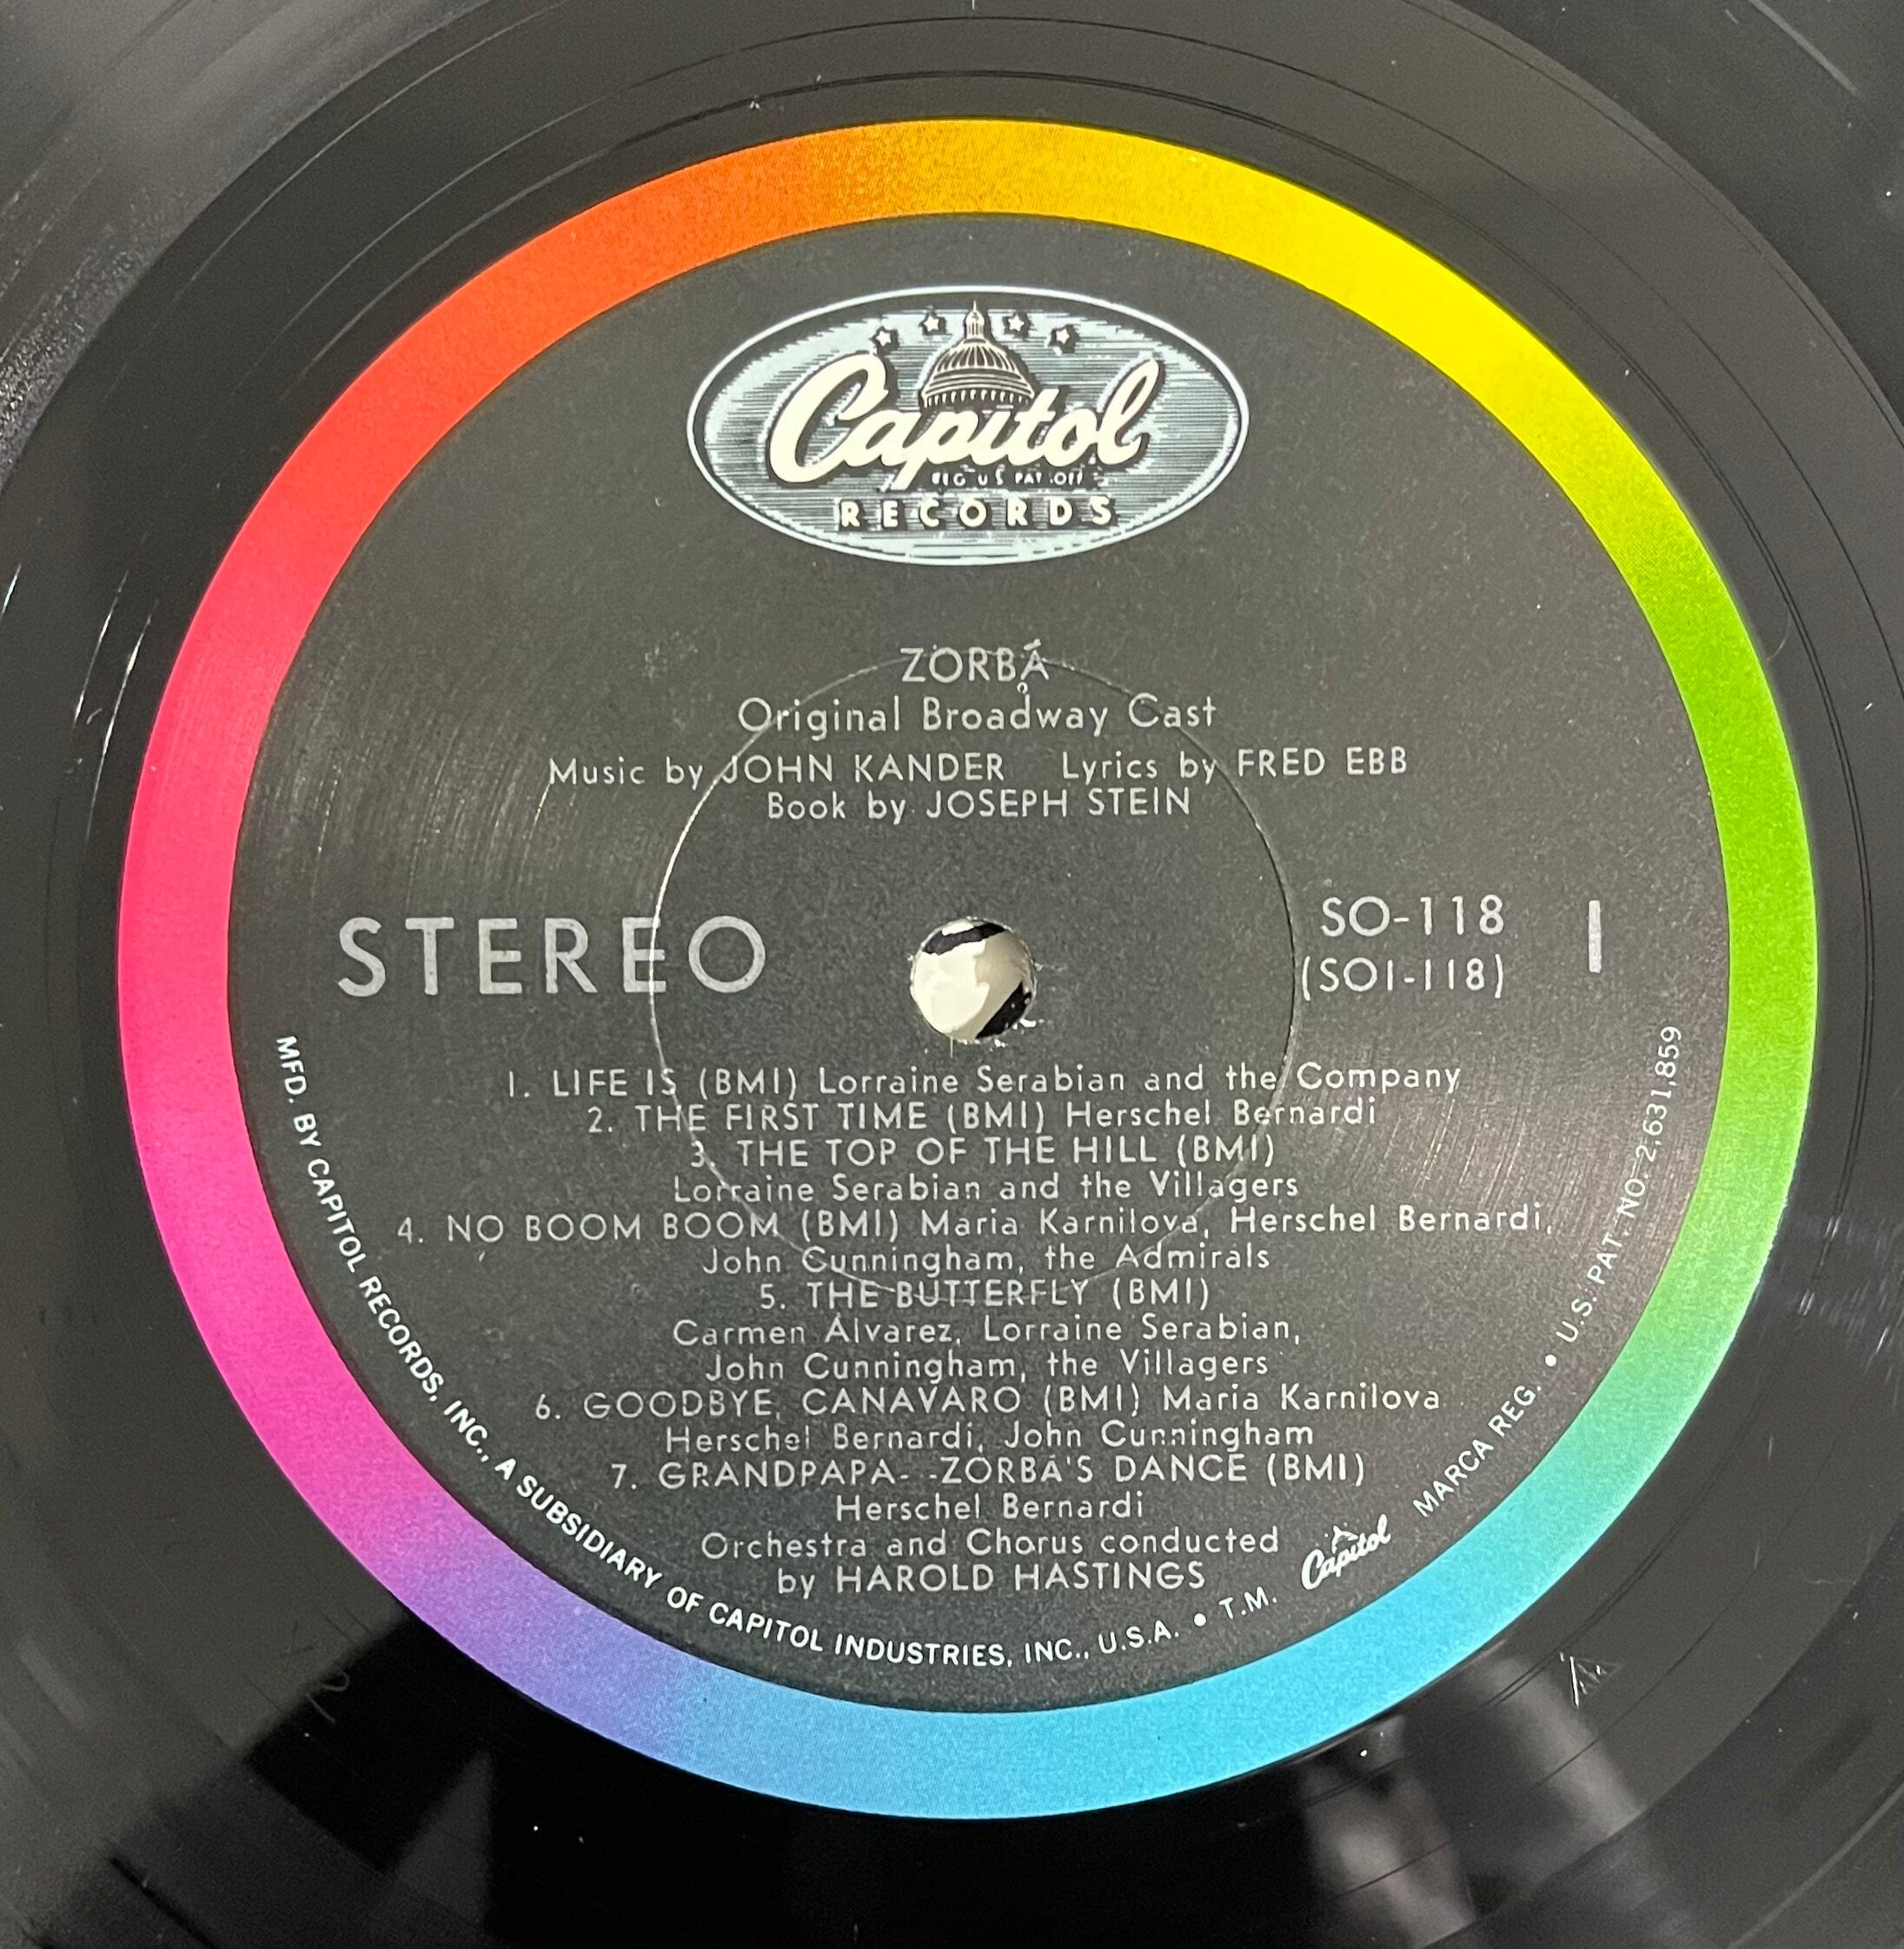 Capitol
REG U S PAT OFF
RECORDS
ZORBÁ
Original Broadway Cast
Music by JOHN KANDER Lyrics by FRED EBB
Book by JOSEPH STEIN
STEREO
SO-118
(SO1-118)
1
1. LIFE IS (BMI) Lorraine Serabian and the Company
2. THE FIRST TIME (BMI) Herschel Bernardi
3. THE TOP OF THE HILL (BMI)
Lorraine Serabian and the Villagers
4. NO BOOM BOOM (BMI) Maria Karnilova, Herschel Bernardi,
John Cunningham, the Admirals
5. THE BUTTERFLY (BMI)
Carmen Alvarez, Lorraine Serabian,
John Cunningham, the Villagers
6. GOODBYE, CANAVARO (BMI) Maria Karnilova
Herschel Bernardi, John Cunningham
7. GRANDPAPA--ZORBÁ'S DANCE (BMI)
Herschel Bernardi
Orchestra and Chorus conducted
by HAROLD HASTINGS
MFD. BY CAPITOL RECORDS, INC., A SUBSIDIARY OF CAPITOL INDUSTRIES, INC., U.S.A. • T.M. Capitol MARCA REG. • U.S. PAT. NO. 2,631,859